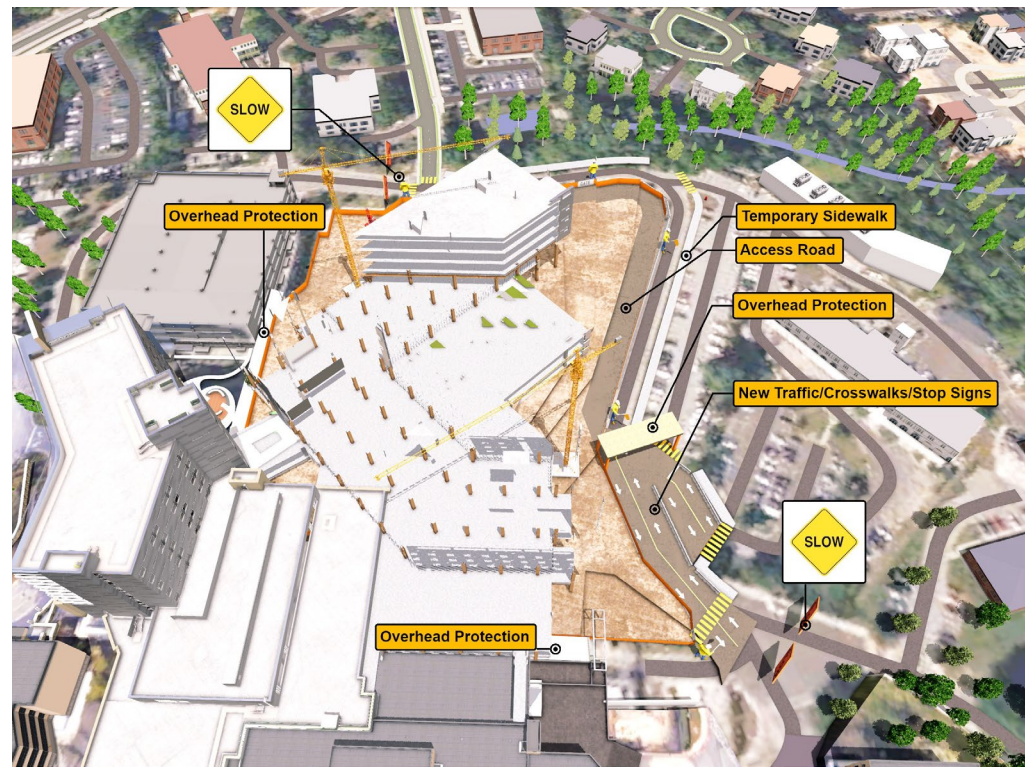 SLOW
Overhead Protection
Temporary Sidewalk
Access Road
Overhead Protection
New Traffic/Crosswalks/Stop Signs
SLOW
Overhead Protection